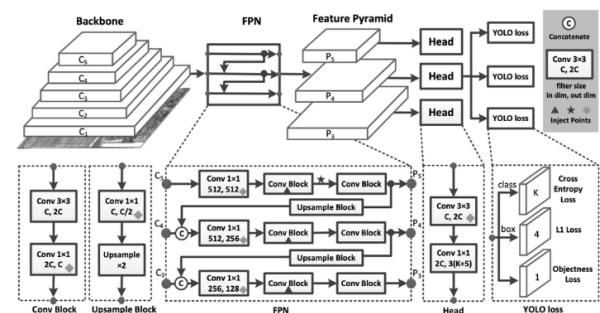 Backbone
FPN
Feature Pyramid
C5
C4
C3
C2
C1
P5
P4
P3
Head
Head
Head
YOLO loss
YOLO loss
YOLO loss
C
Concatenate
Conv 3×3
C, 2C
filter size
in dim, out dim
Inject Points
Conv 3×3
C, 2C
Conv 1×1
2C, C
Conv Block
Conv 1×1
C, C/2
Upsample
×2
Upsample Block
C5
Conv 1×1
512, 512
Conv Block
Conv Block
P5
Upsample Block
C4
C
Conv 1×1
512, 256
Conv Block
Conv Block
P4
Upsample Block
C3
C
Conv 1×1
256, 128
Conv Block
Conv Block
P3
FPN
Conv 3×3
C, 2C
Conv 1×1
2C, 3(K+5)
Head
class
K
Cross
Entropy
Loss
box
4
L1 Loss
1
Objectness
Loss
YOLO loss